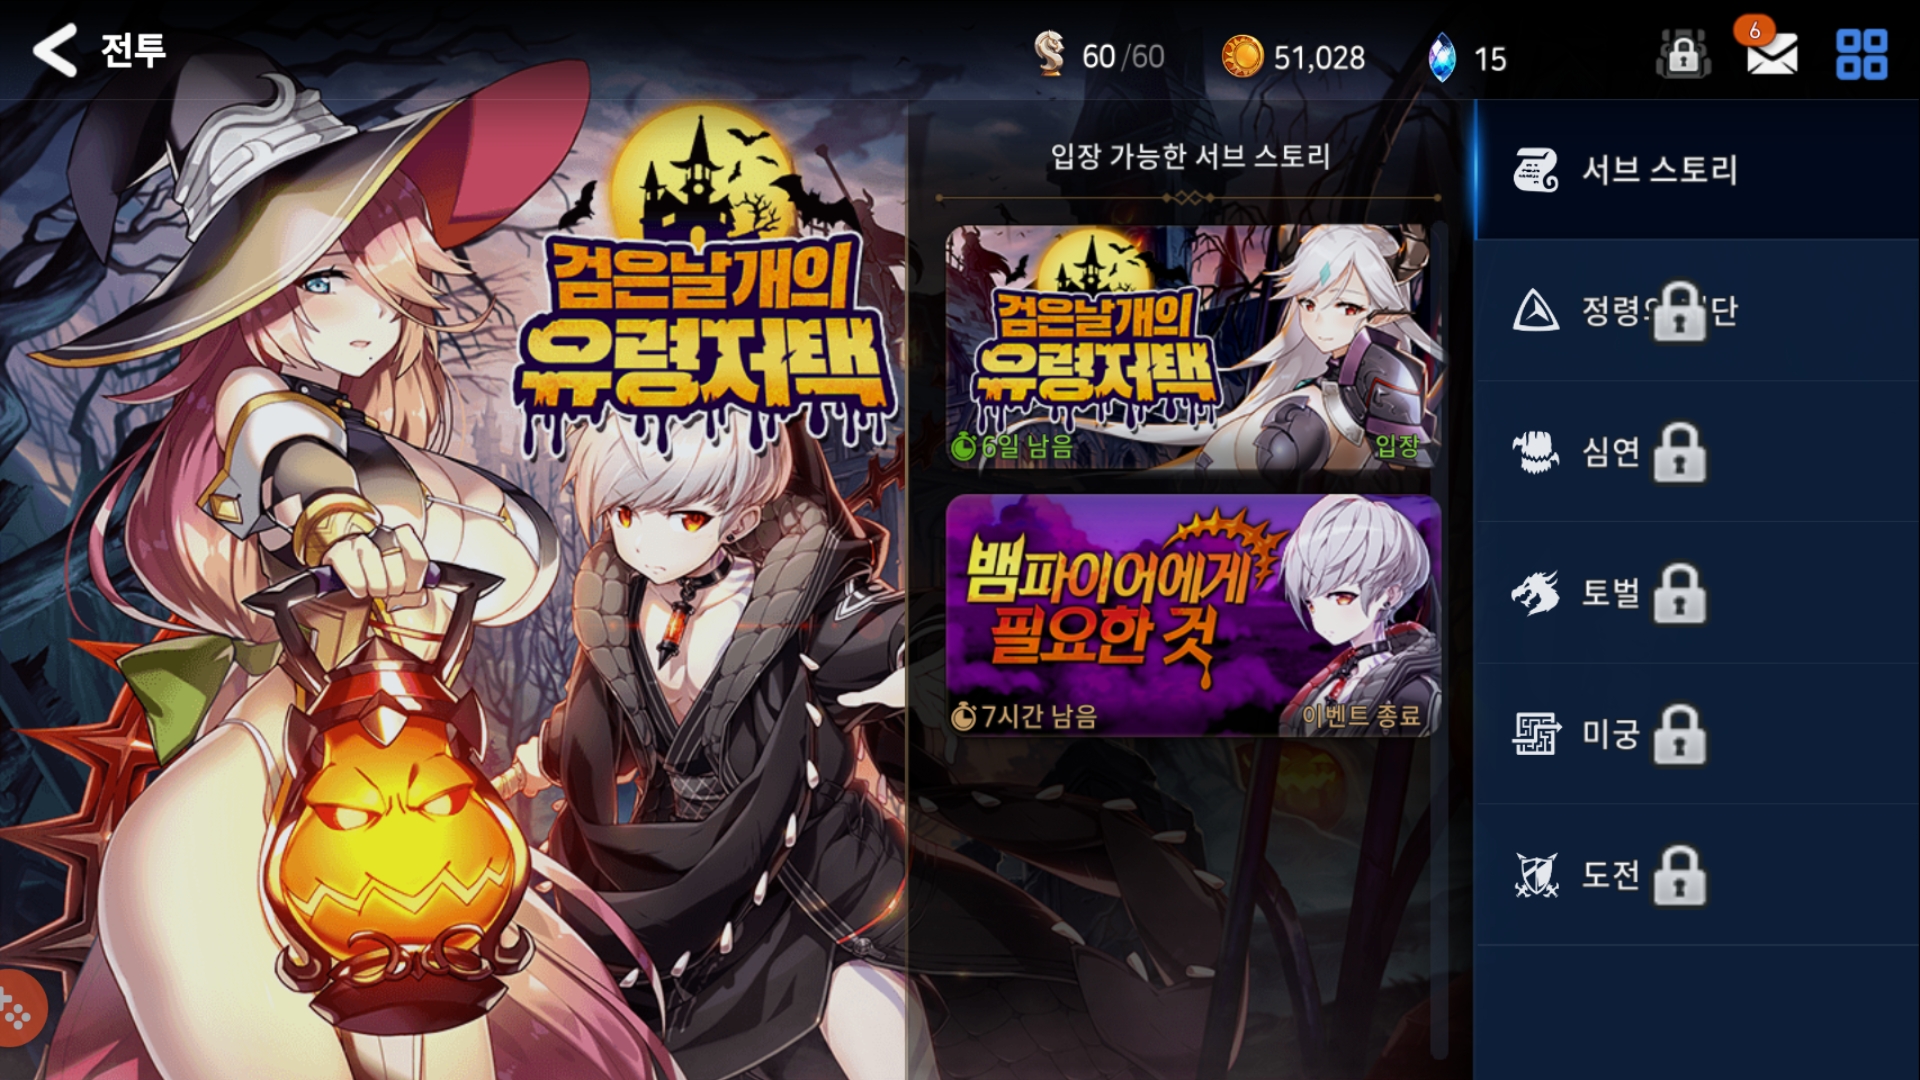 전투
60/60
51,028
15
6
검은날개의
유령저택
입장 가능한 서브 스토리
검은날개의
유령저택
6일 남음
입장
뱀파이어에게
필요한 것
7시간 남음
이벤트 종료
서브 스토리
심연
토벌
미궁
도전